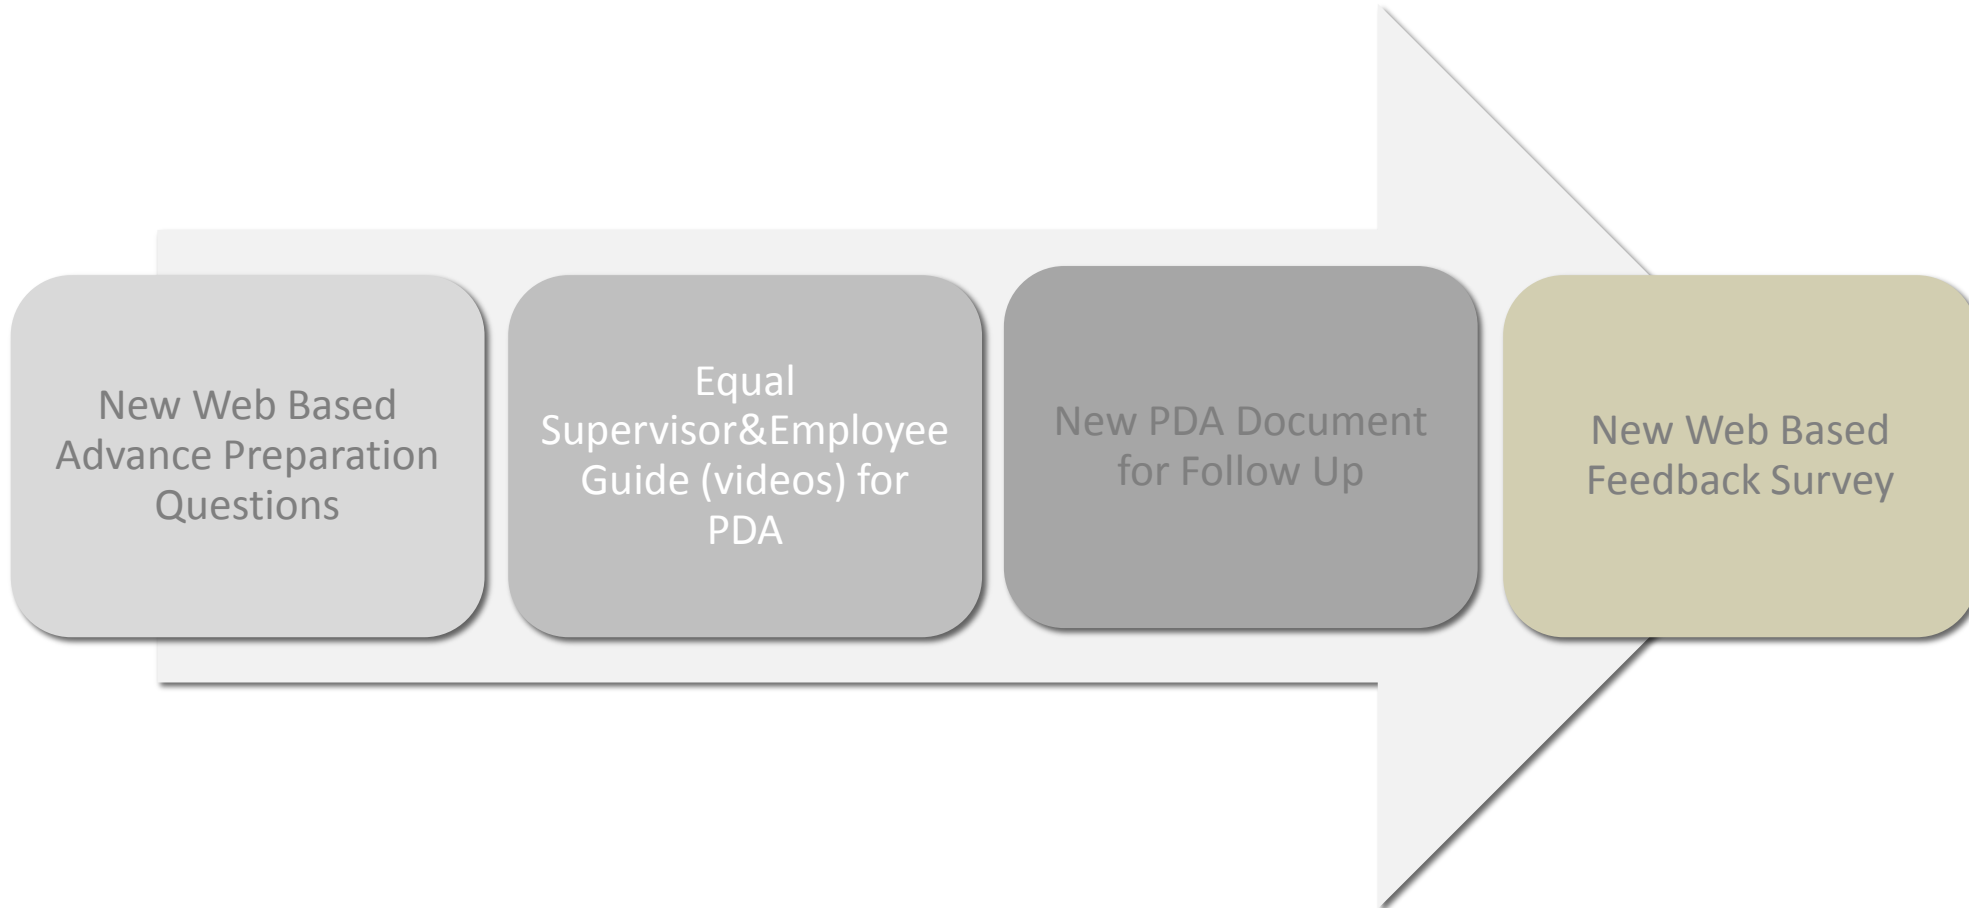 New Web Based
Advance Preparation
Questions
Equal
Supervisor&Employee
Guide (videos) for
PDA
New PDA Document
for Follow Up
New Web Based
Feedback Survey